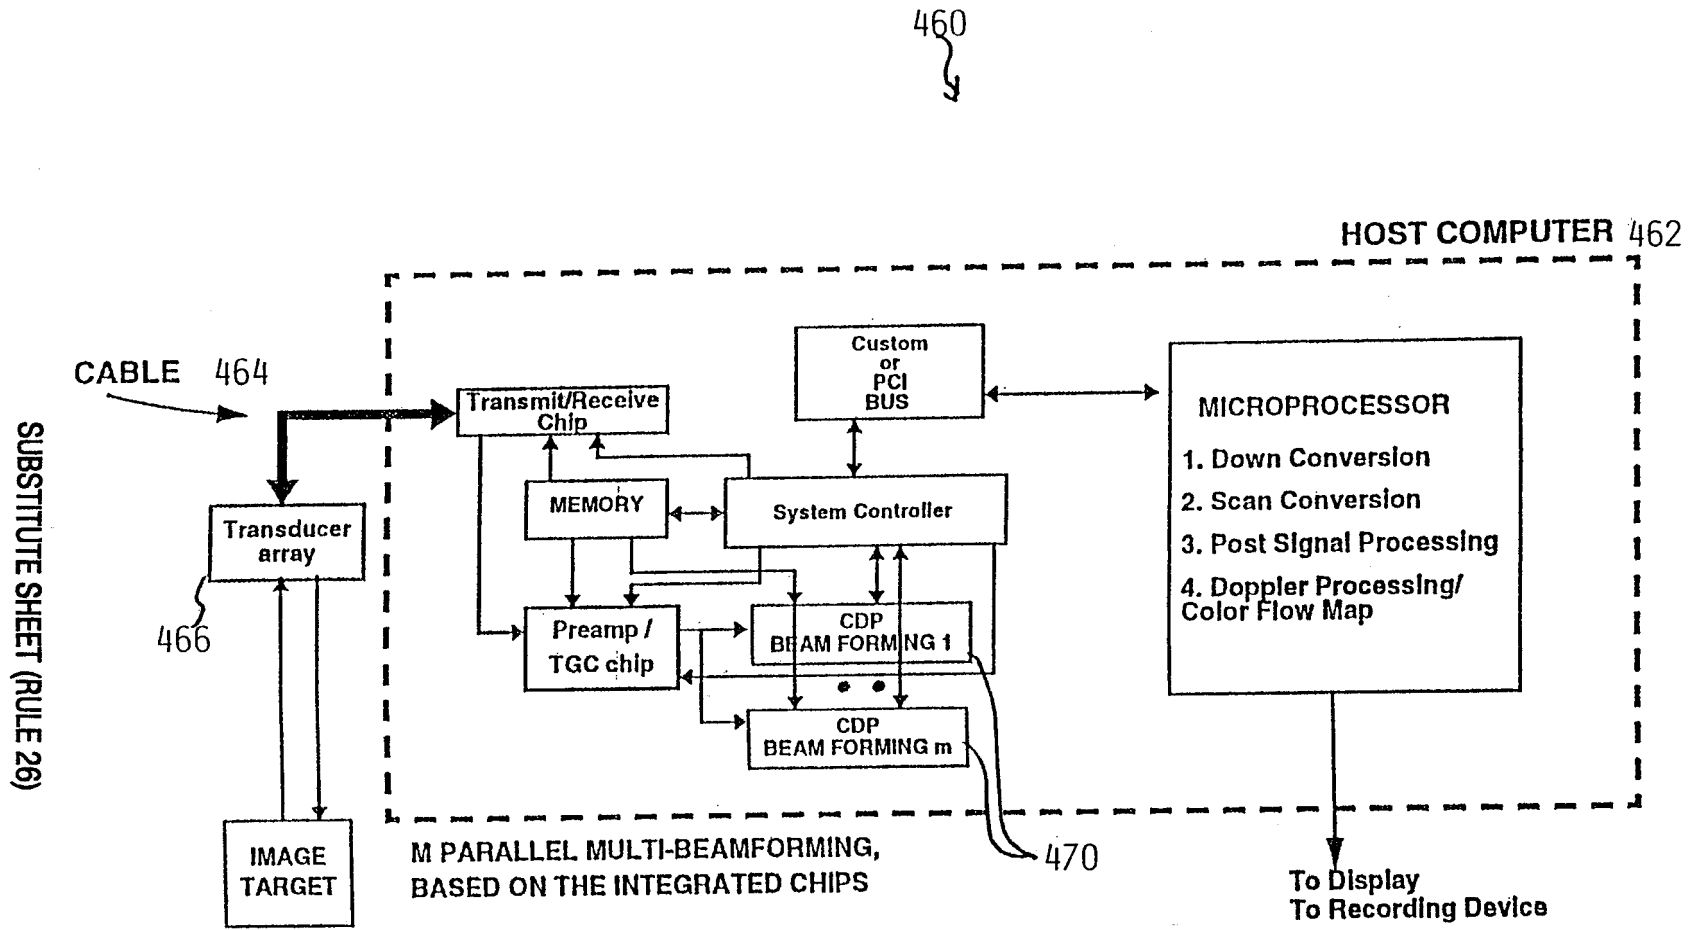 460
HOST COMPUTER 462
CABLE 464
Custom
or
PCI
BUS
Transmit/Receive
Chip
MICROPROCESSOR
1. Down Conversion
2. Scan Conversion
3. Post Signal Processing
4. Doppler Processing/
Color Flow Map
MEMORY
System Controller
Transducer
array
466
Preamp /
TGC chip
CDP
BEAM FORMING 1
CDP
BEAM FORMING m
470
IMAGE
TARGET
M PARALLEL MULTI-BEAMFORMING,
BASED ON THE INTEGRATED CHIPS
To Display
To Recording Device
SUBSTITUTE SHEET (RULE 26)